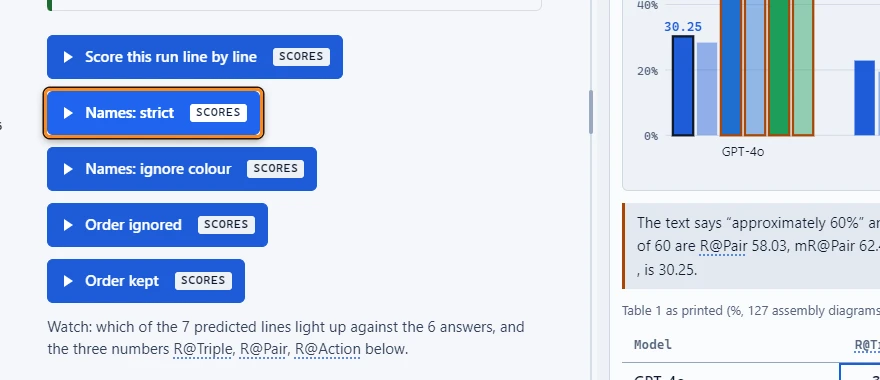 Score this run line by line SCORES
Names: strict SCORES
Names: ignore colour SCORES
Order ignored SCORES
Order kept SCORES
Watch: which of the 7 predicted lines light up against the 6 answers, and
the three numbers R@Triple, R@Pair, R@Action below.
40%
30.25
20%
0%
GPT-4o
The text says “approximately 60%”
of 60 are R@Pair 58.03, mR@Pair 62.
, is 30.25.
Table 1 as printed (%, 127 assembly diagrams
Model